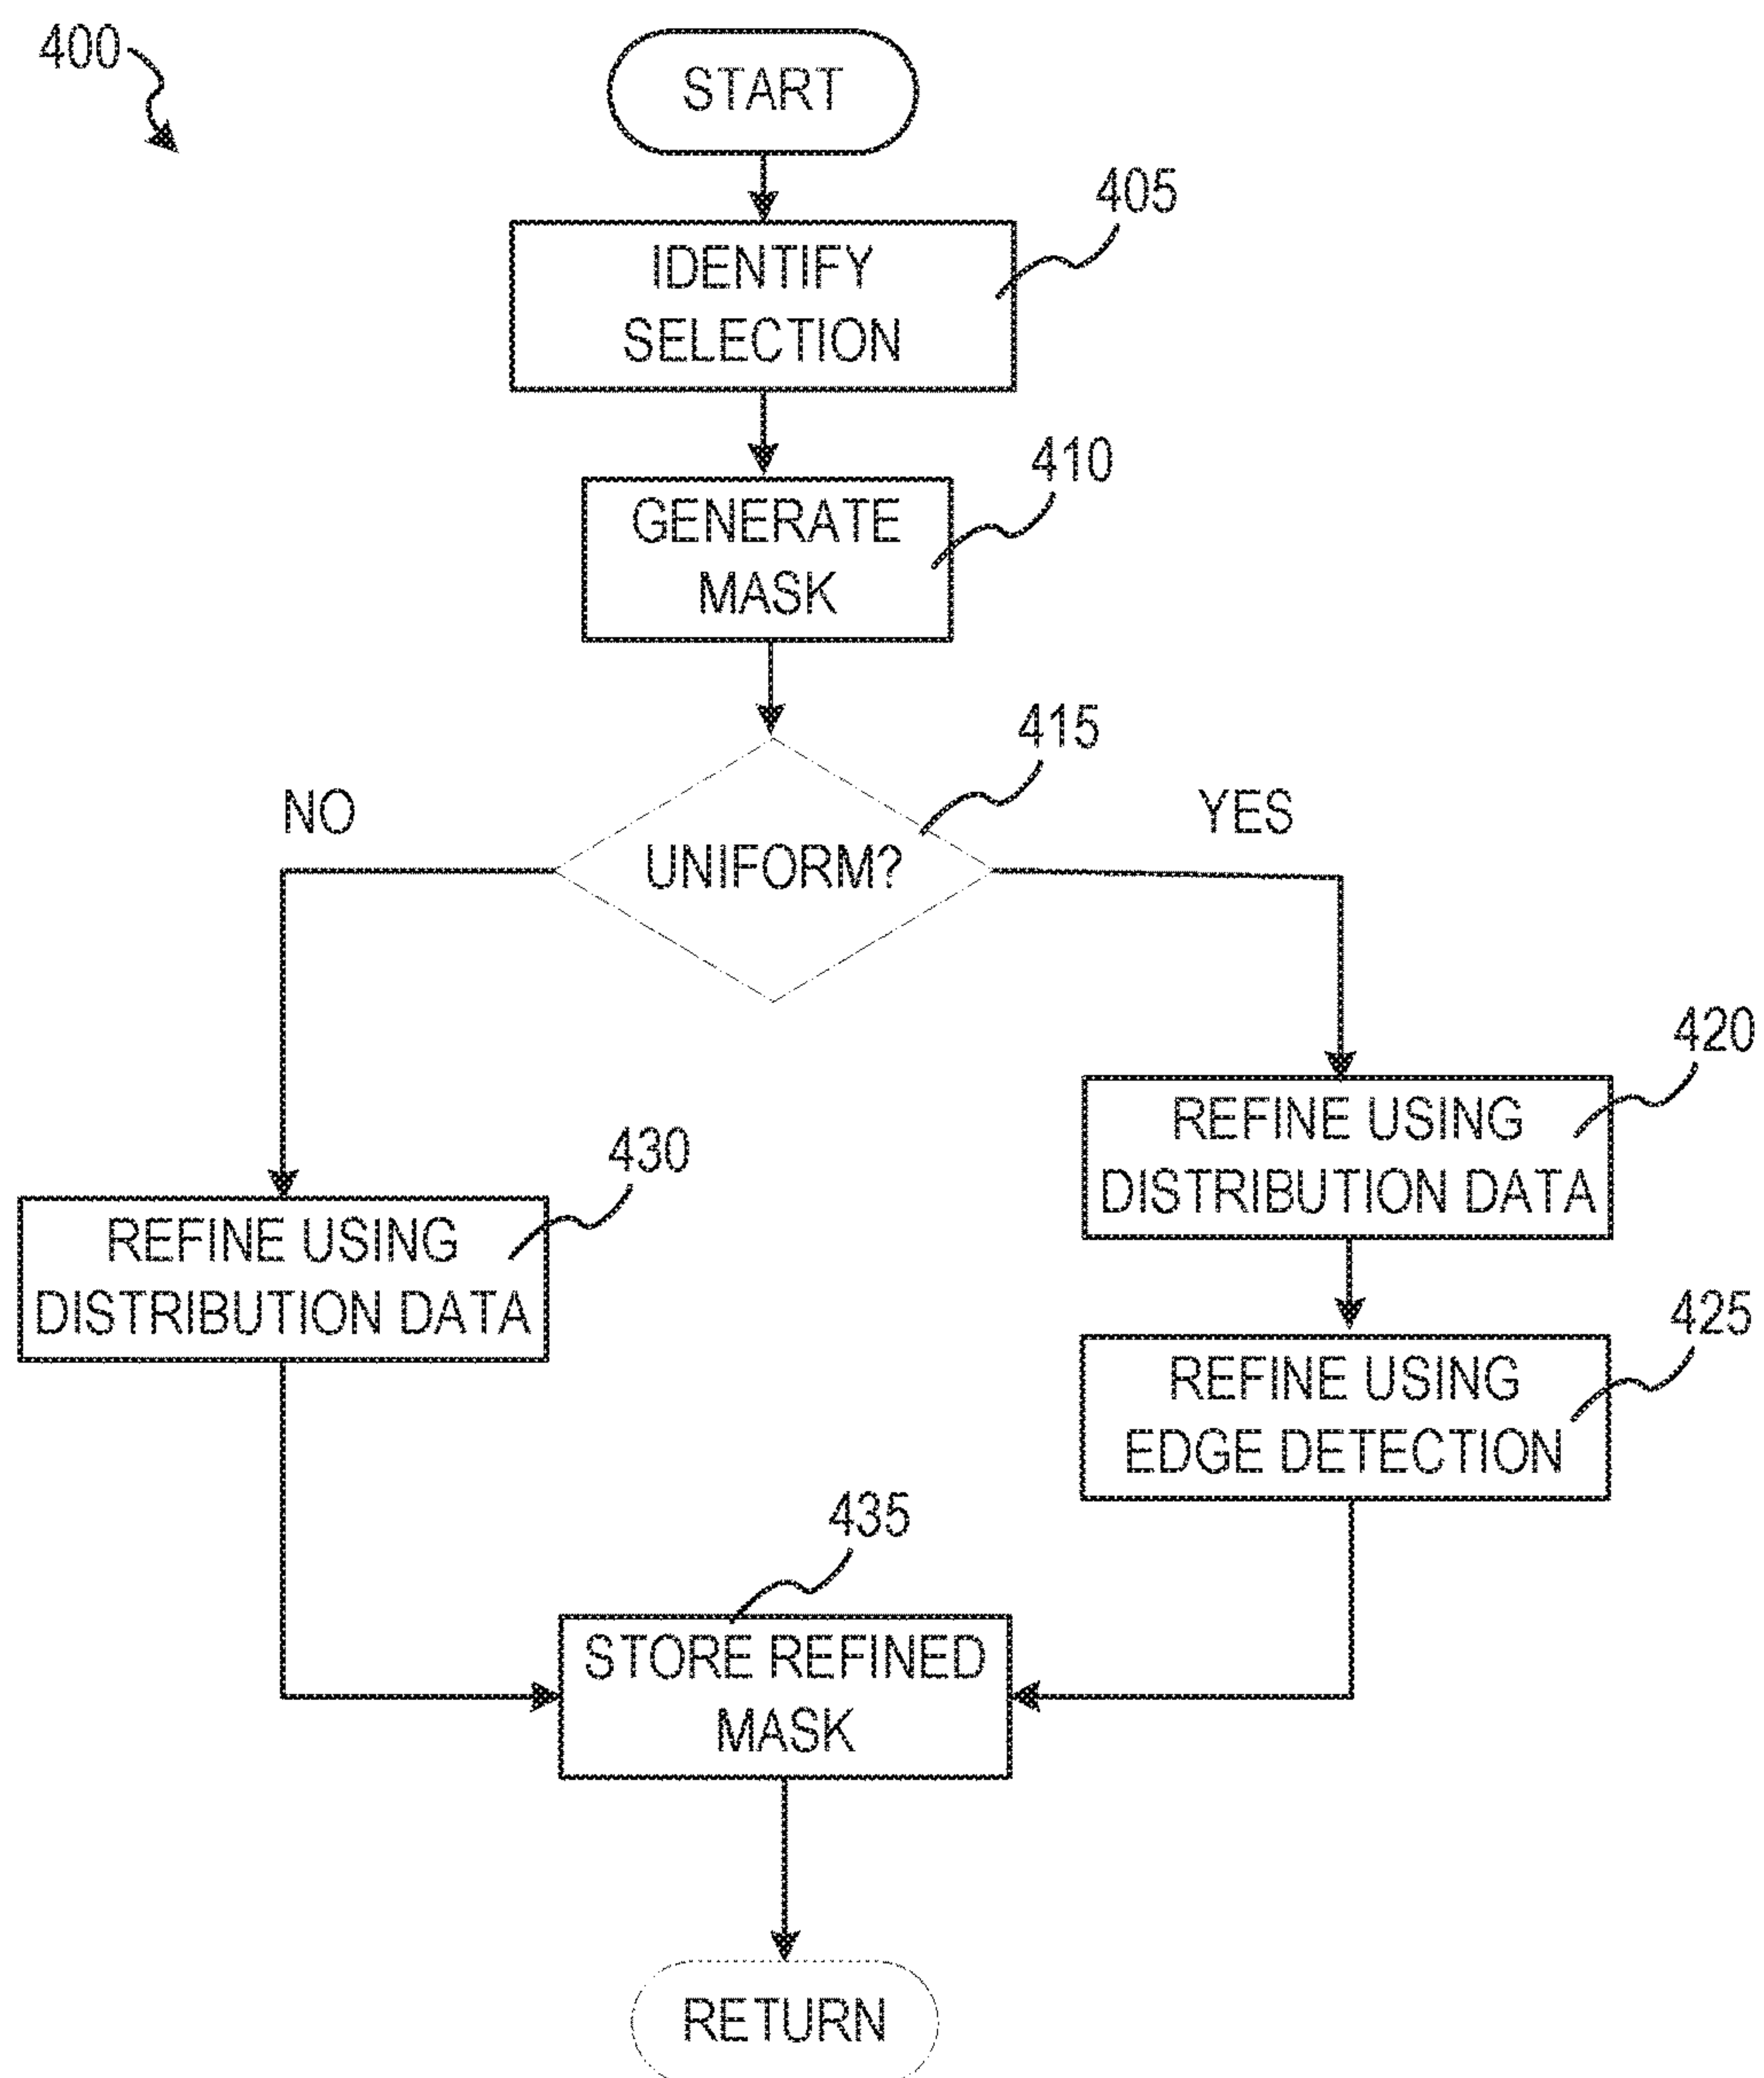 400
START
405
IDENTIFY
SELECTION
410
GENERATE
MASK
415
NO
YES
UNIFORM?
420
REFINE USING
DISTRIBUTION DATA
430
REFINE USING
DISTRIBUTION DATA
425
REFINE USING
EDGE DETECTION
435
STORE REFINED
MASK
RETURN